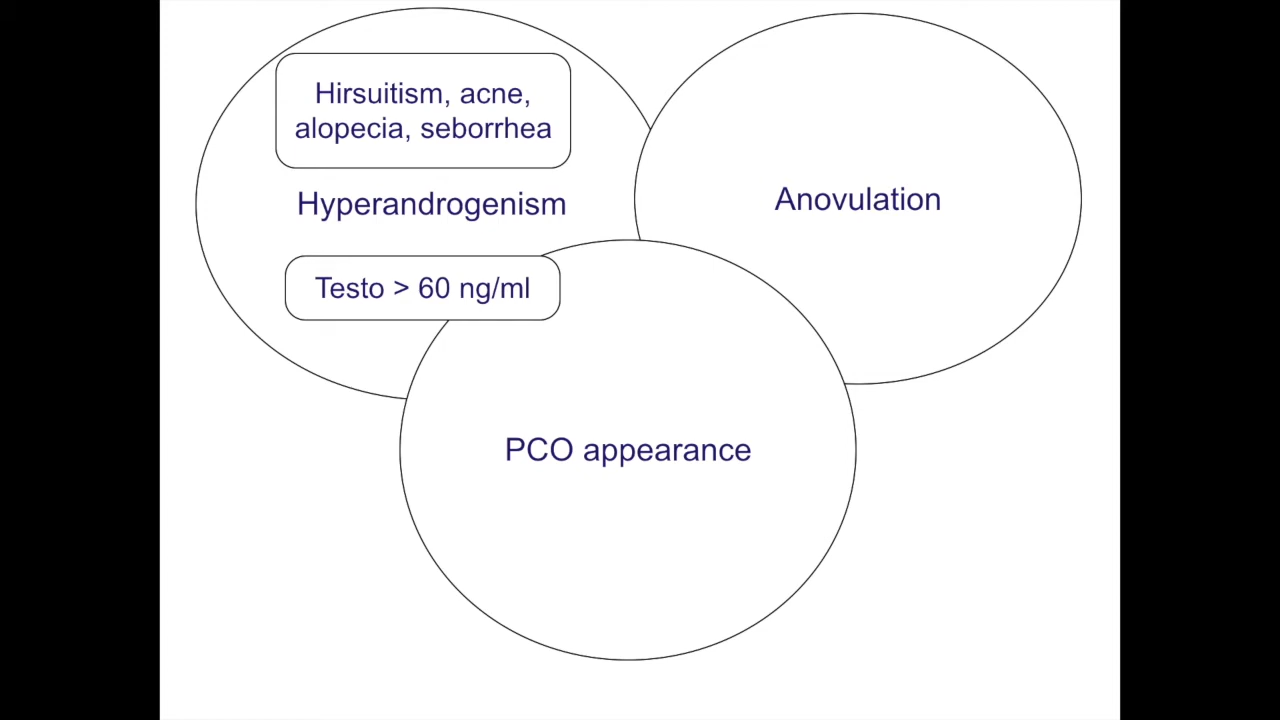 Hirsuitism, acne,
alopecia, seborrhea
Hyperandrogenism
Anovulation
Testo > 60 ng/ml
PCO appearance